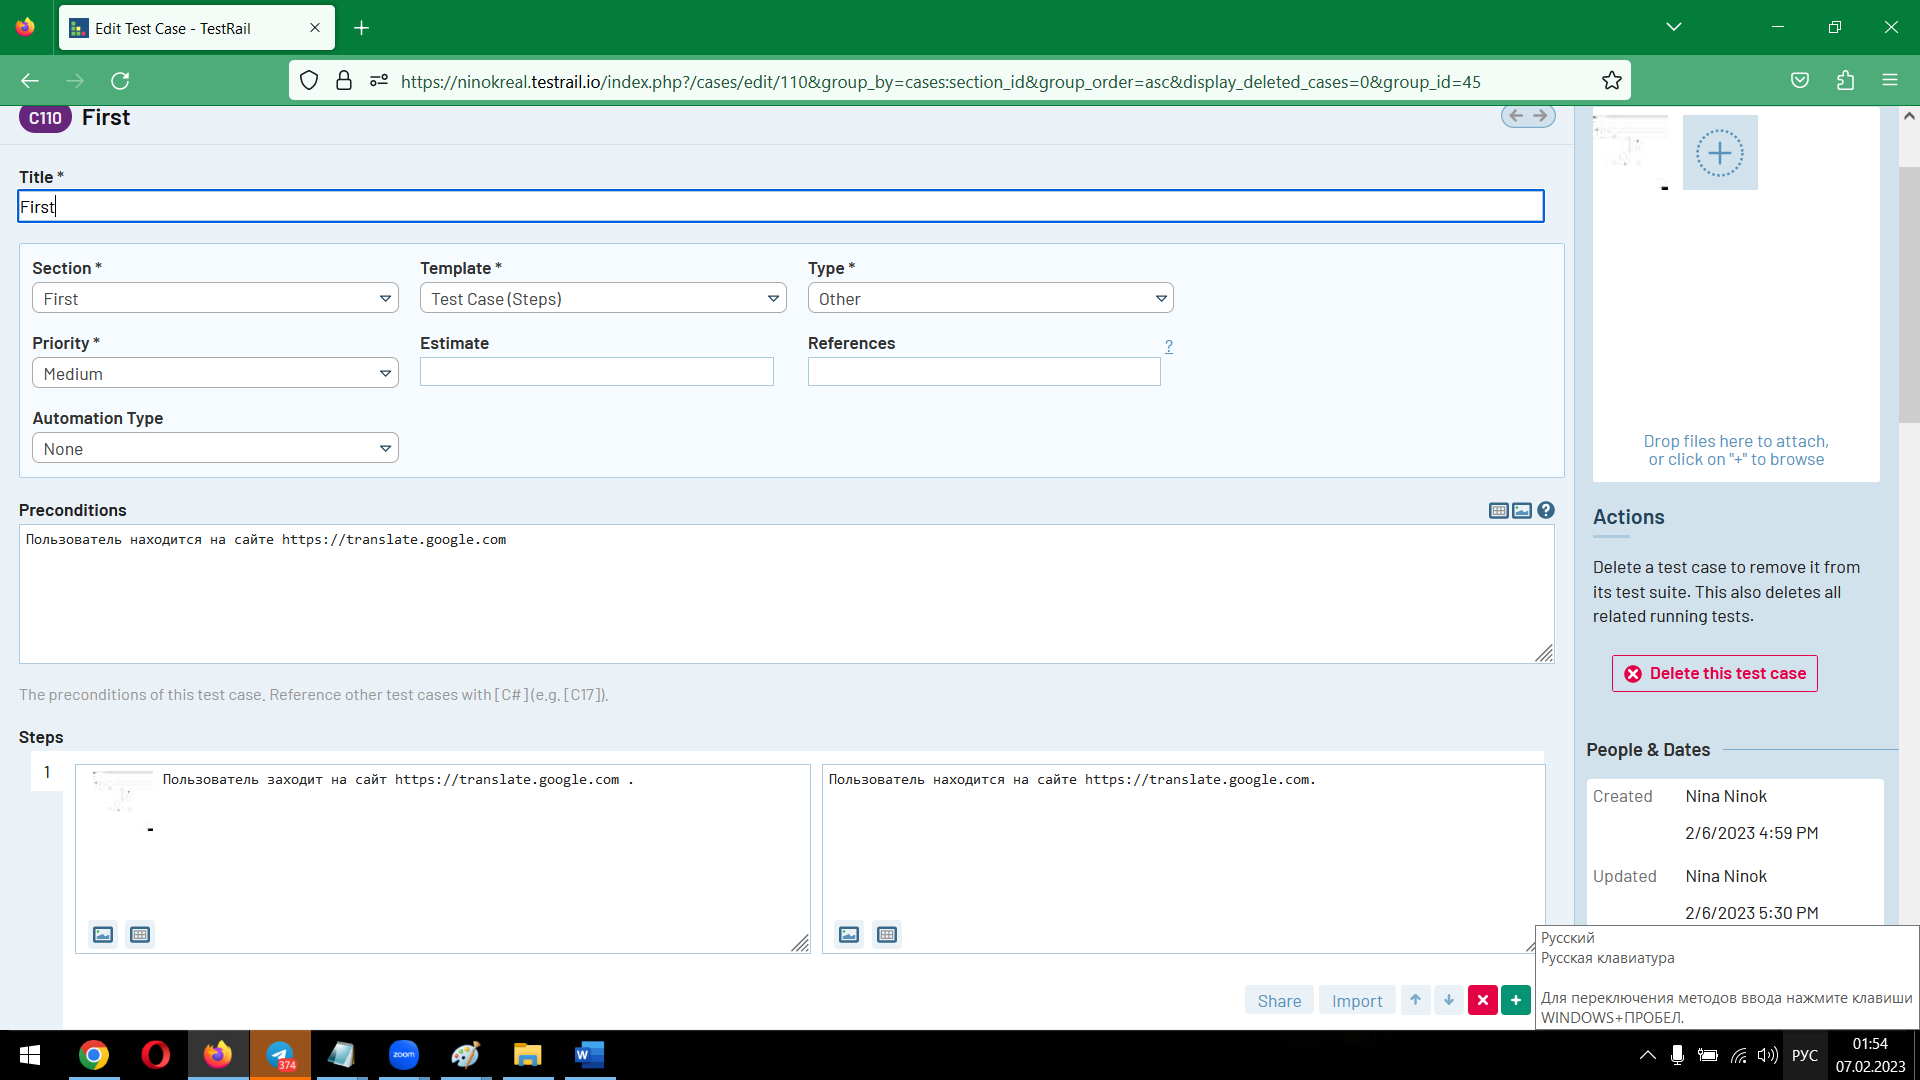 Edit Test Case - TestRail
https://ninokreal.testrail.io/index.php?/cases/edit/110&group_by=cases:section_id&group_order=asc&display_deleted_cases=0&group_id=45
C110 First
Title *
First
Section * Template * Type *
First Test Case (Steps) Other
Priority * Estimate References ?
Medium
Automation Type
None
Preconditions
Пользователь находится на сайте https://translate.google.com
The preconditions of this test case. Reference other test cases with [C#] (e.g. [C17]).
Steps
1
Пользователь заходит на сайт https://translate.google.com .
Пользователь находится на сайте https://translate.google.com.
Share Import
Drop files here to attach,
or click on "+" to browse
Actions
Delete a test case to remove it from
its test suite. This also deletes all
related running tests.
Delete this test case
People & Dates
Created Nina Ninok
2/6/2023 4:59 PM
Updated Nina Ninok
2/6/2023 5:30 PM
Русский
Русская клавиатура
Для переключения методов ввода нажмите клавиши
WINDOWS+ПРОБЕЛ.
374
zoom
W
РУС
01:54
07.02.2023